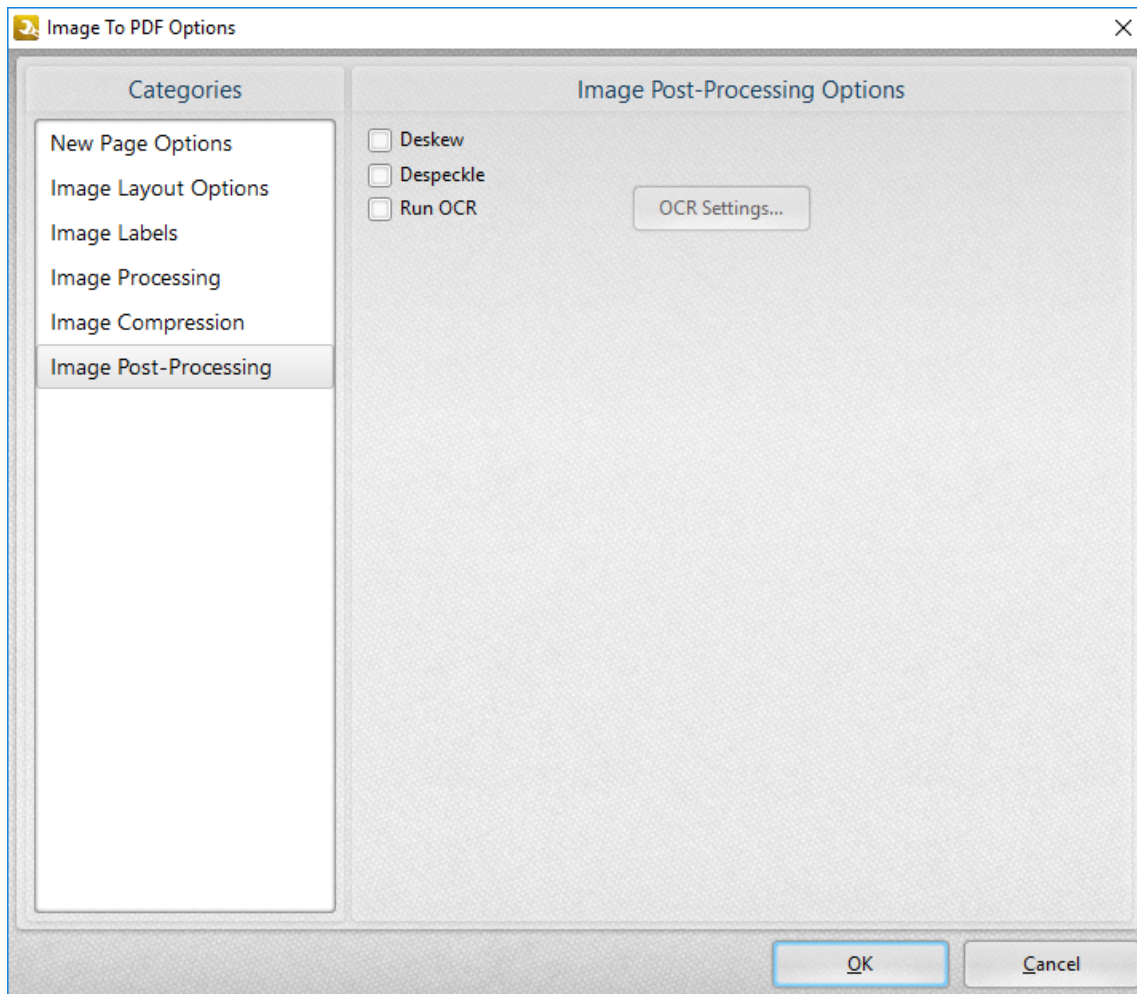 Image To PDF Options
Categories
New Page Options
Image Layout Options
Image Labels
Image Processing
Image Compression
Image Post-Processing
Image Post-Processing Options
Deskew
Despeckle
Run OCR
OCR Settings...
OK
Cancel